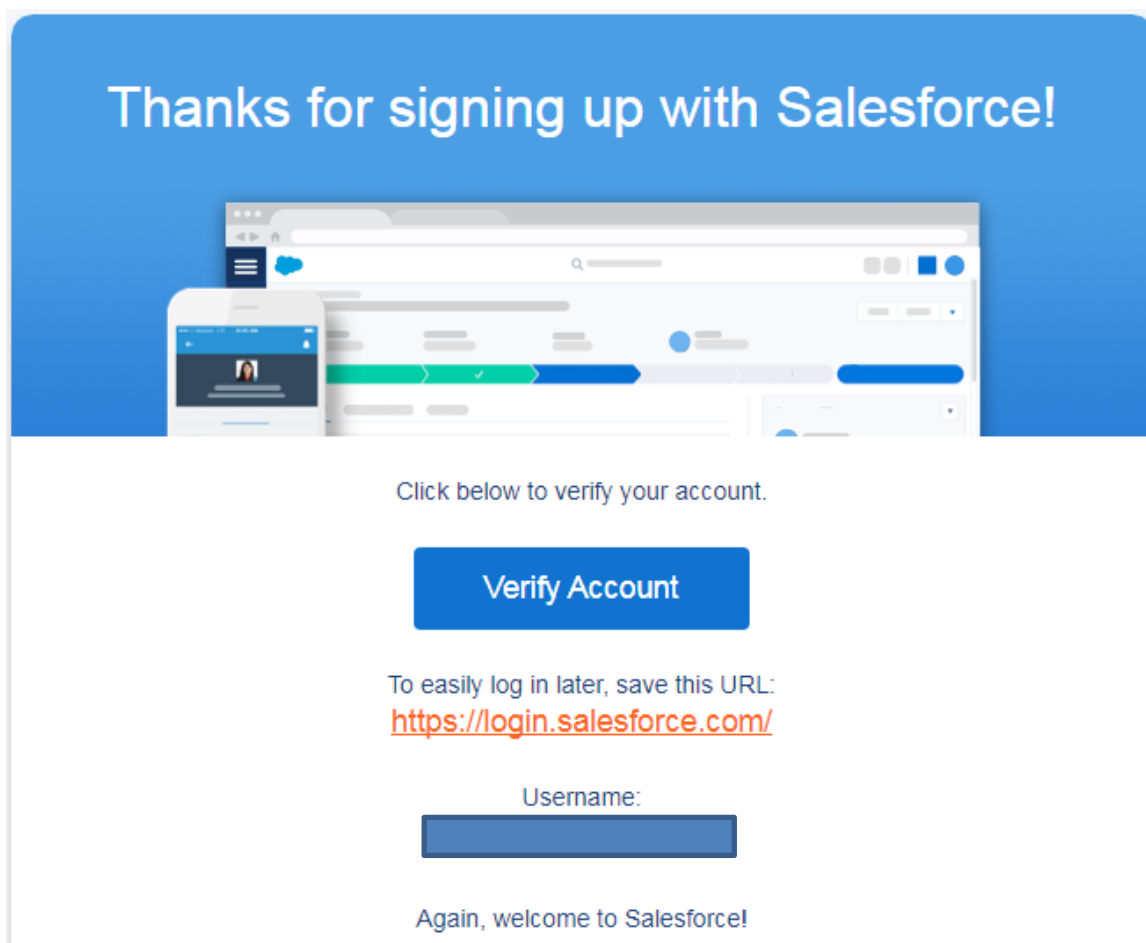 Thanks for signing up with Salesforce!
Click below to verify your account.
Verify Account
To easily log in later, save this URL:
https://login.salesforce.com/
Username:
Again, welcome to Salesforce!